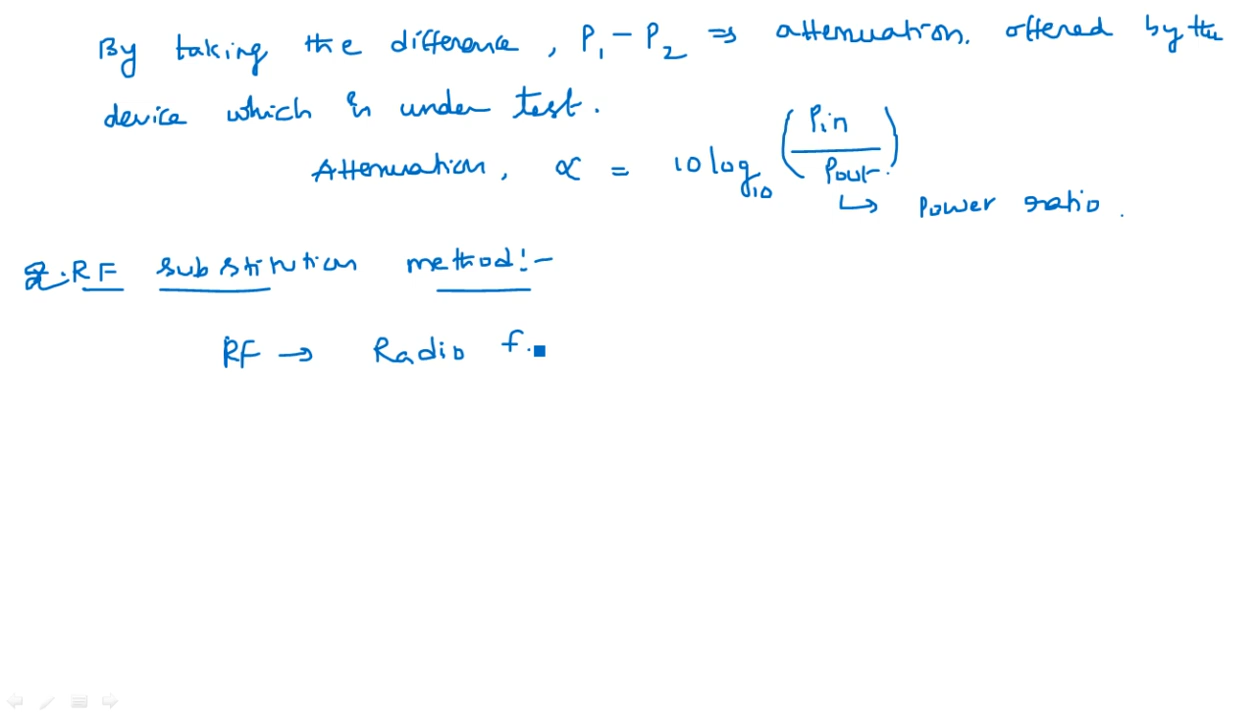 By taking the difference, P₁ - P₂ ⇒ attenuation. offered by the
device which is under test.
Attenuation, α = 10 log₁₀ (Pin / Pout)
↳ Power ratio.
2. RF substitution method:-
RF → Radio f.